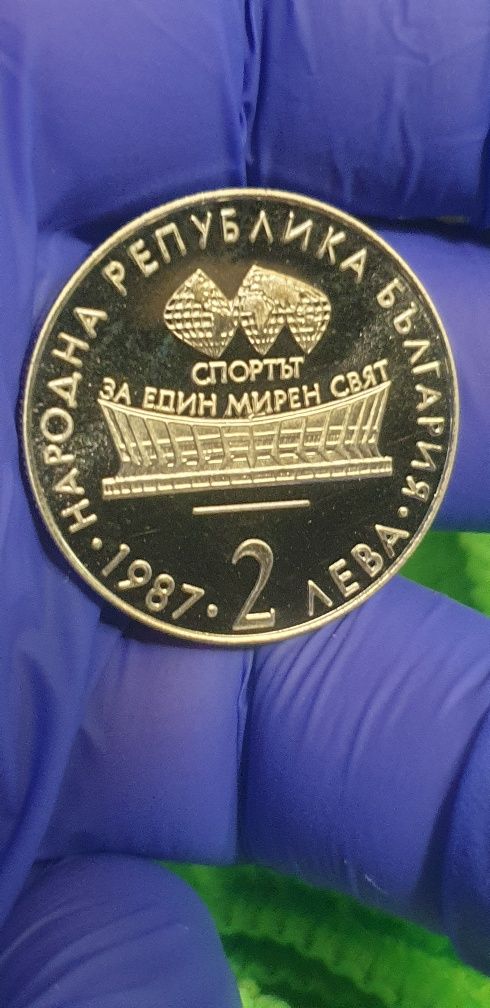 НАРОДНА РЕПУБЛИКА БЪЛГАРИЯ
СПОРТЪТ
ЗА ЕДИН МИРЕН СВЯТ
• 1987 • 2 ЛЕВА •